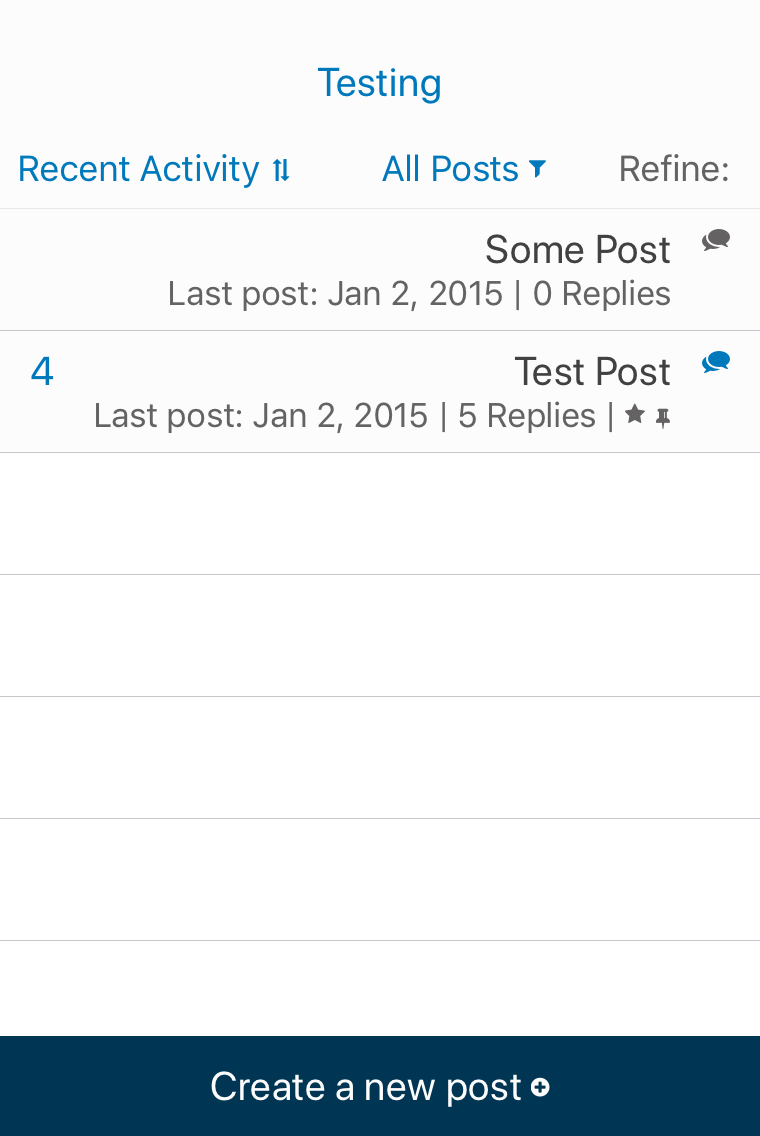 Testing
Recent Activity All Posts Refine:
Some Post
Last post: Jan 2, 2015 | 0 Replies
4 Test Post
Last post: Jan 2, 2015 | 5 Replies |
Create a new post